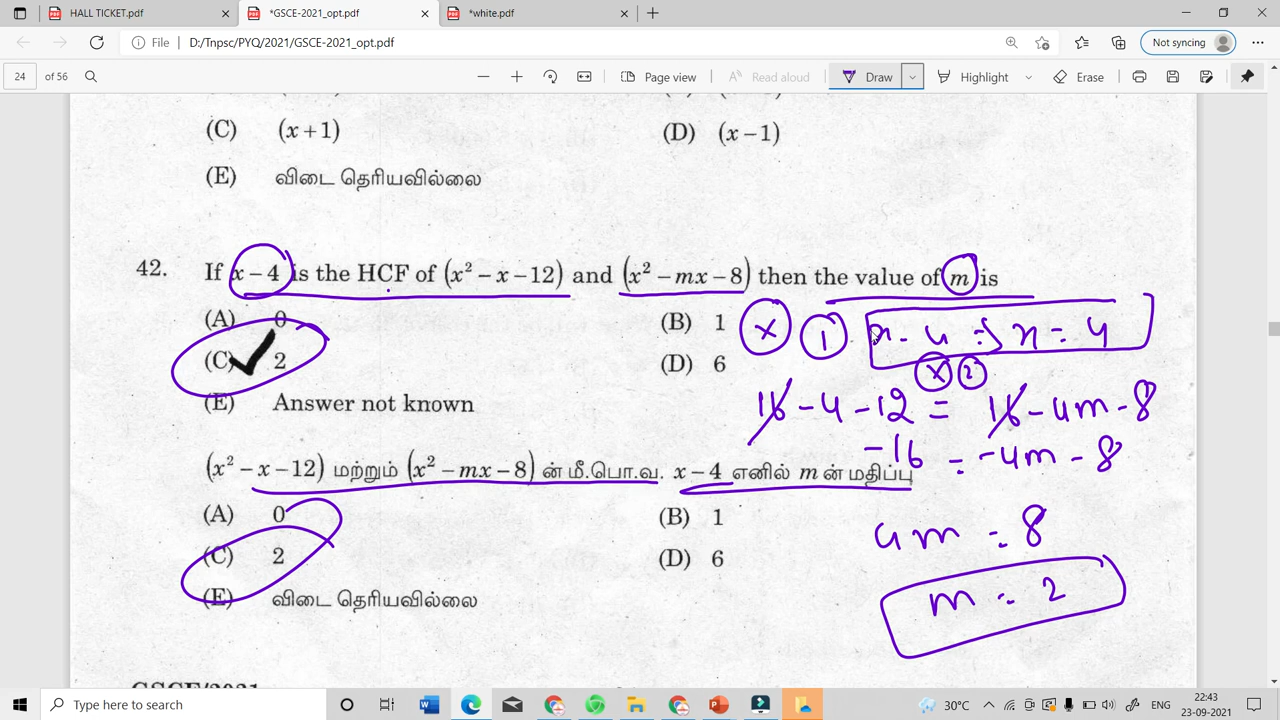 HALL TICKET.pdf
*GSCE-2021_opt.pdf
*white.pdf
File D:/Tnpsc/PYQ/2021/GSCE-2021_opt.pdf
Not syncing
24 of 56
Page view
Read aloud
Draw
Highlight
Erase
(C) (x+1) (D) (x−1)
(E) விடை தெரியவில்லை
42. If x−4 is the HCF of (x² − x − 12) and (x² − mx − 8) then the value of m is
(A) 0 (B) 1
(C) 2 (D) 6
(E) Answer not known
x 1 x - 4 => x = 4
x 2
16 - 4 - 12 = 16 - 4m - 8
-16 = -4m - 8
(x² − x − 12) மற்றும் (x² − mx − 8) ன் மீ.பொ.வ. x−4 எனில் m ன் மதிப்பு
(A) 0 (B) 1
(C) 2 (D) 6
(E) விடை தெரியவில்லை
4m = 8
m = 2
GSCE/2021
Type here to search
30°C
22:43
23-09-2021